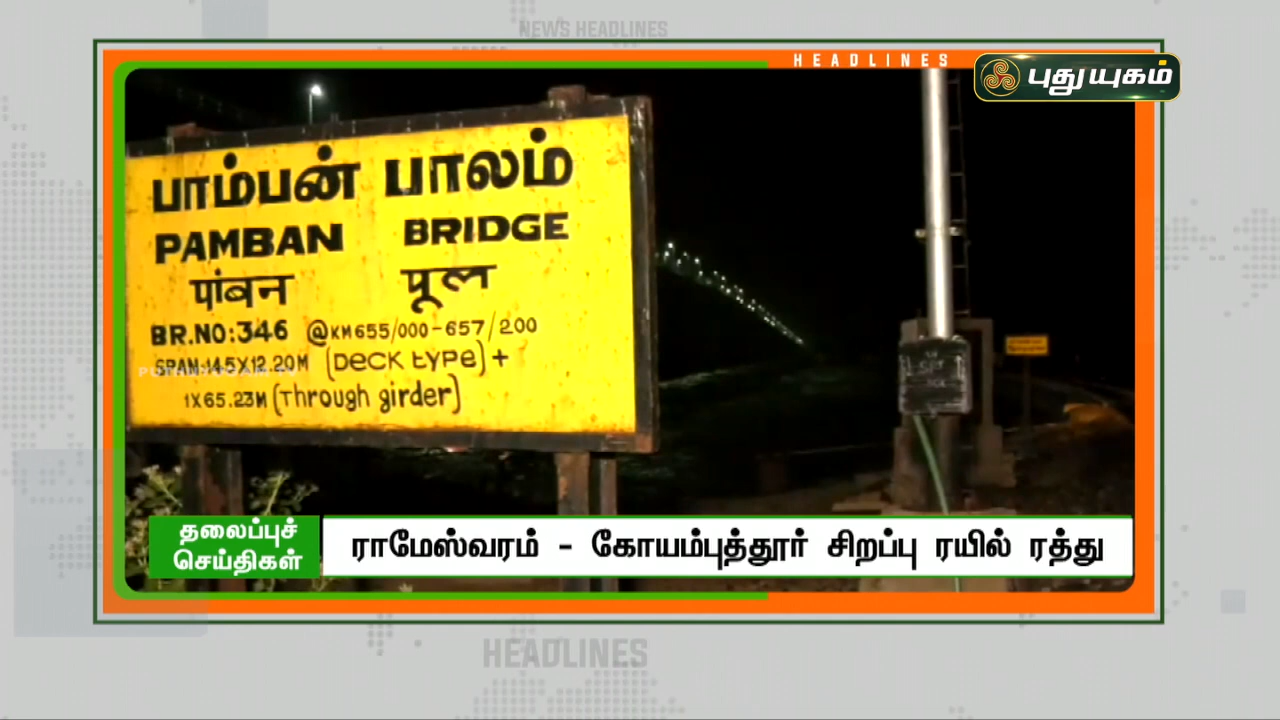 NEWS HEADLINES
HEADLINES
புதுயுகம்
பாம்பன் பாலம்
PAMBAN BRIDGE
पांबन पूल
BR.NO:346 @KM655/000-657/200
SPAN-145X12.20M (DECK TYPE)+
1X65.23M (Through girder)
தலைப்புச்
செய்திகள்
ராமேஸ்வரம் - கோயம்புத்தூர் சிறப்பு ரயில் ரத்து
HEADLINES